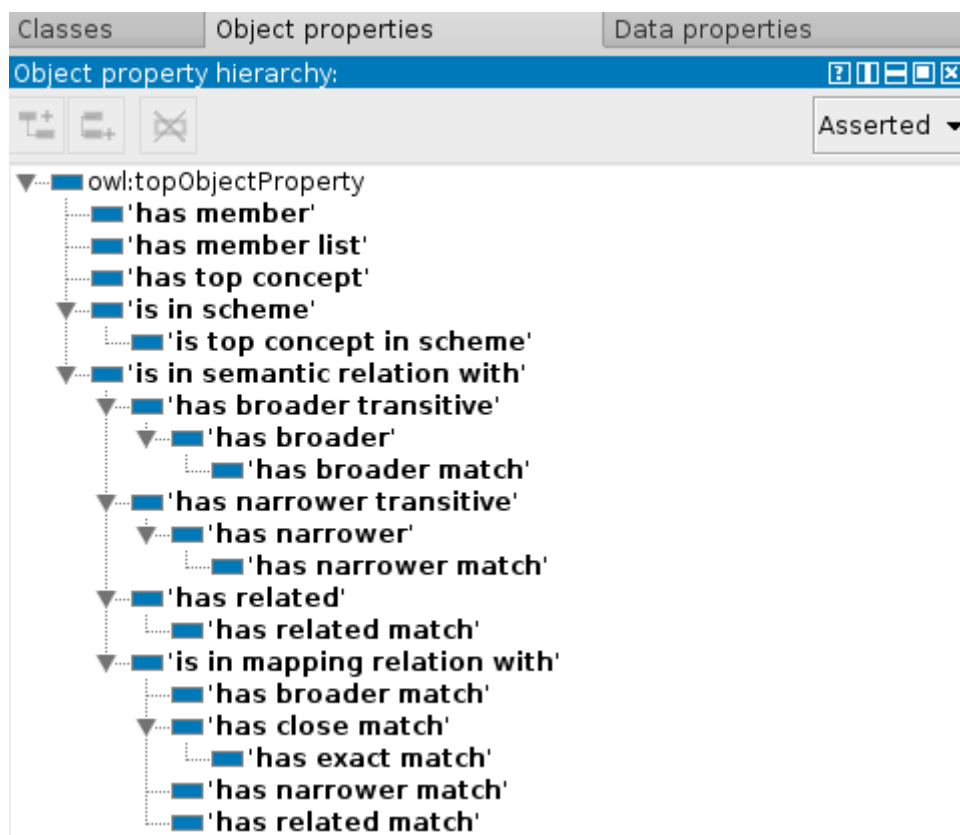 Classes Object properties Data properties
Object property hierarchy:
Asserted
owl:topObjectProperty
'has member'
'has member list'
'has top concept'
'is in scheme'
'is top concept in scheme'
'is in semantic relation with'
'has broader transitive'
'has broader'
'has broader match'
'has narrower transitive'
'has narrower'
'has narrower match'
'has related'
'has related match'
'is in mapping relation with'
'has broader match'
'has close match'
'has exact match'
'has narrower match'
'has related match'